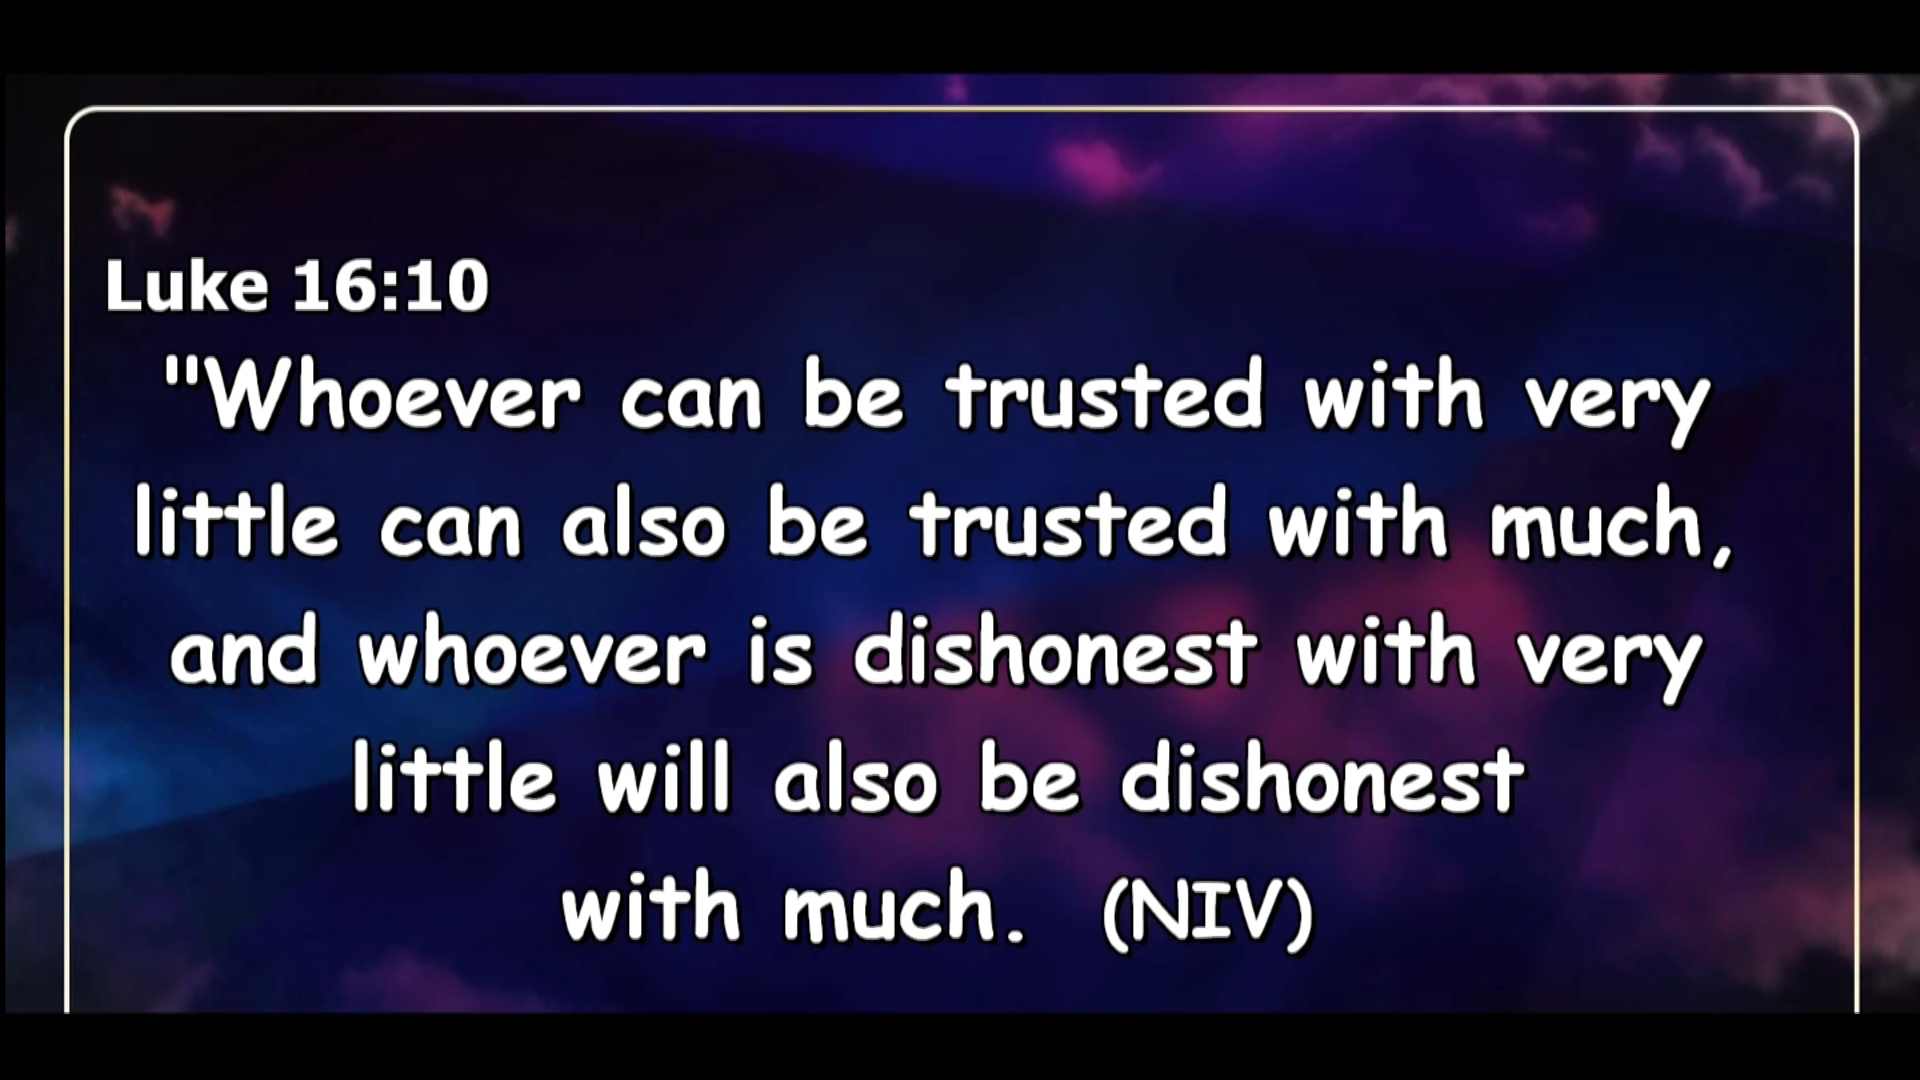 Luke 16:10
"Whoever can be trusted with very
little can also be trusted with much,
and whoever is dishonest with very
little will also be dishonest
with much. (NIV)